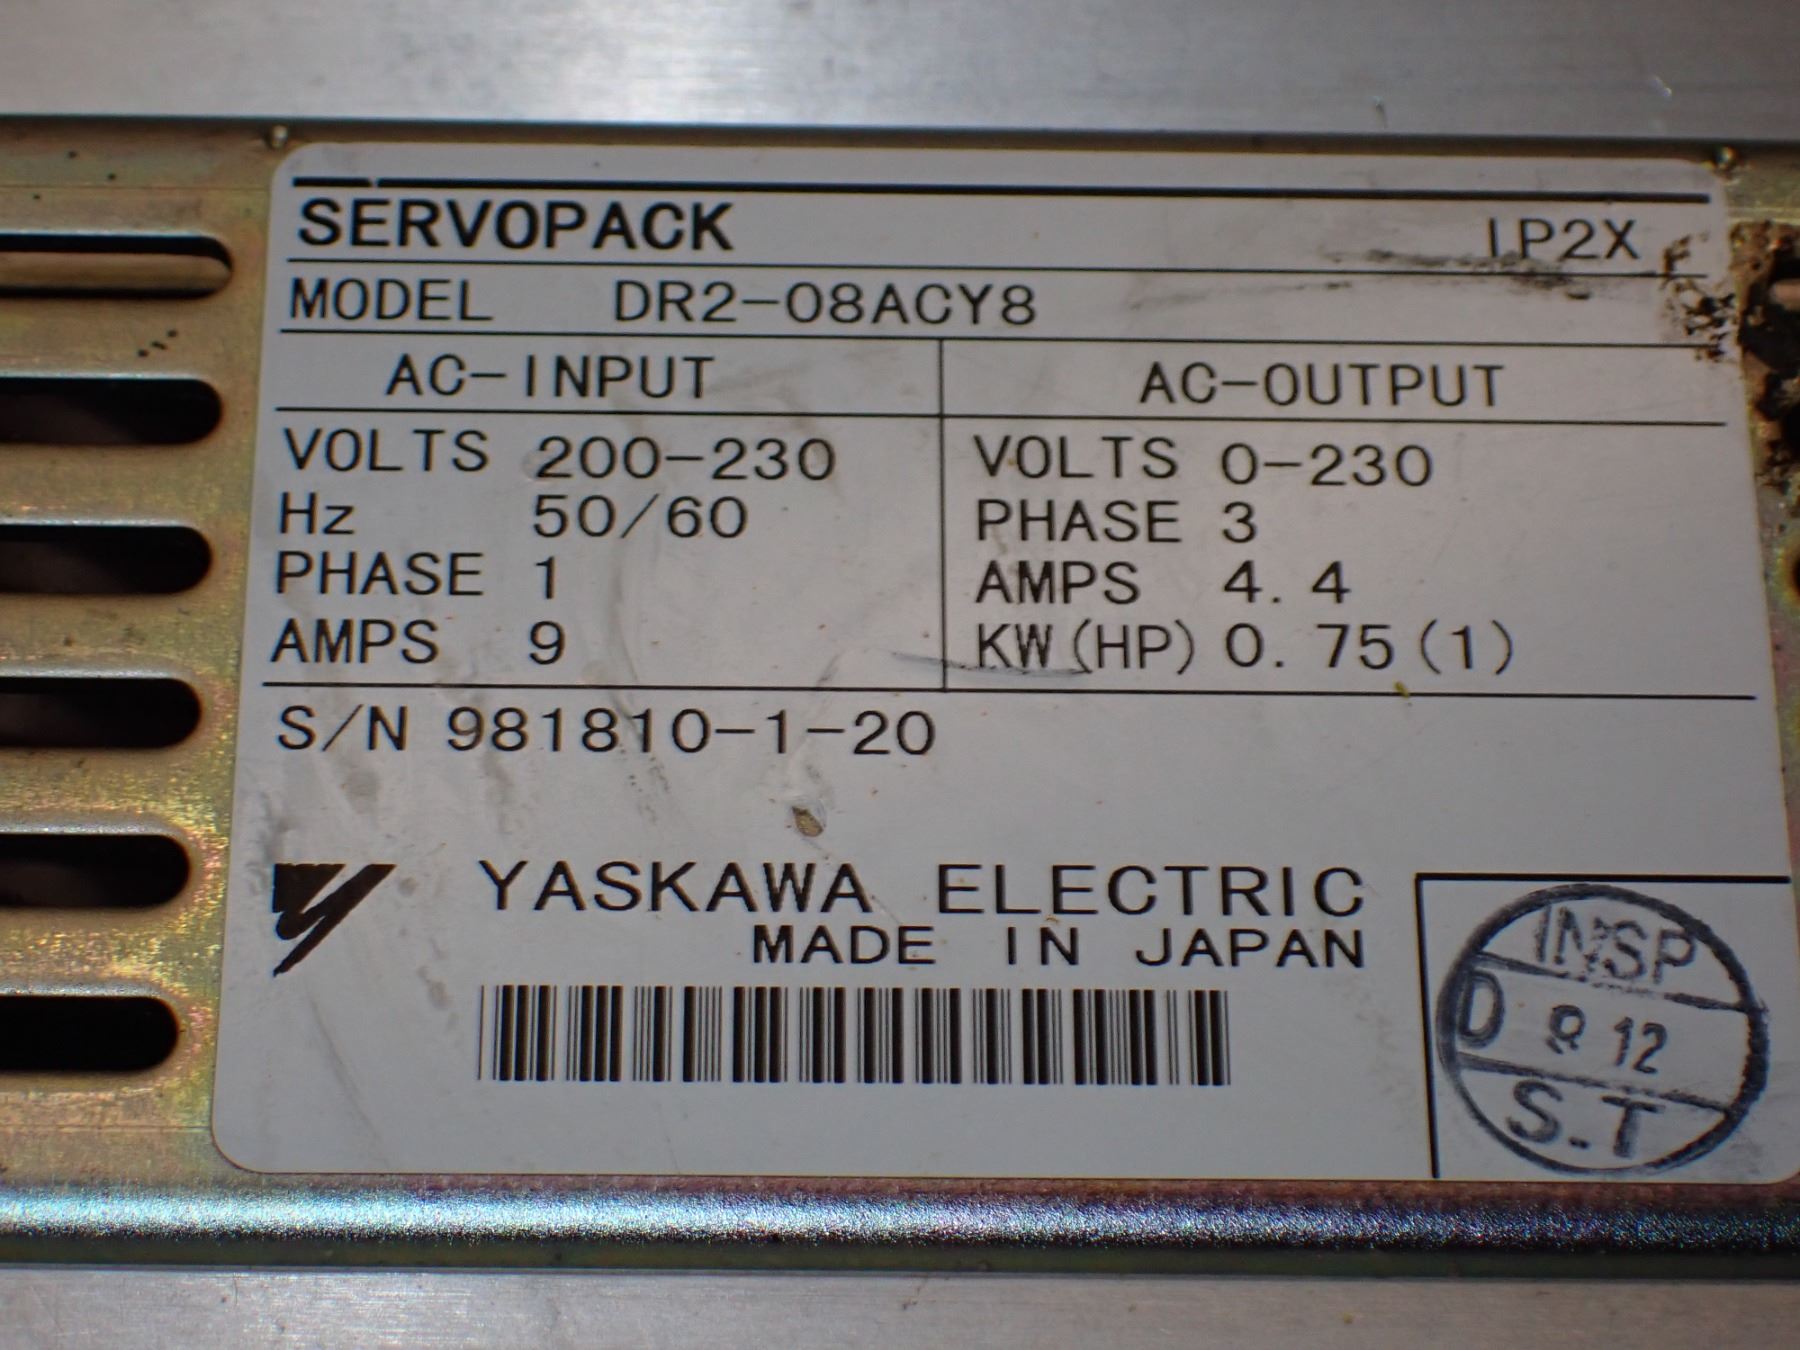 SERVOPACK IP2X
MODEL DR2-08ACY8
AC-INPUT AC-OUTPUT
VOLTS 200-230 VOLTS 0-230
Hz 50/60 PHASE 3
PHASE 1 AMPS 4.4
AMPS 9 KW(HP) 0.75(1)
S/N 981810-1-20
YASKAWA ELECTRIC
MADE IN JAPAN
INSP
D 12
S.T